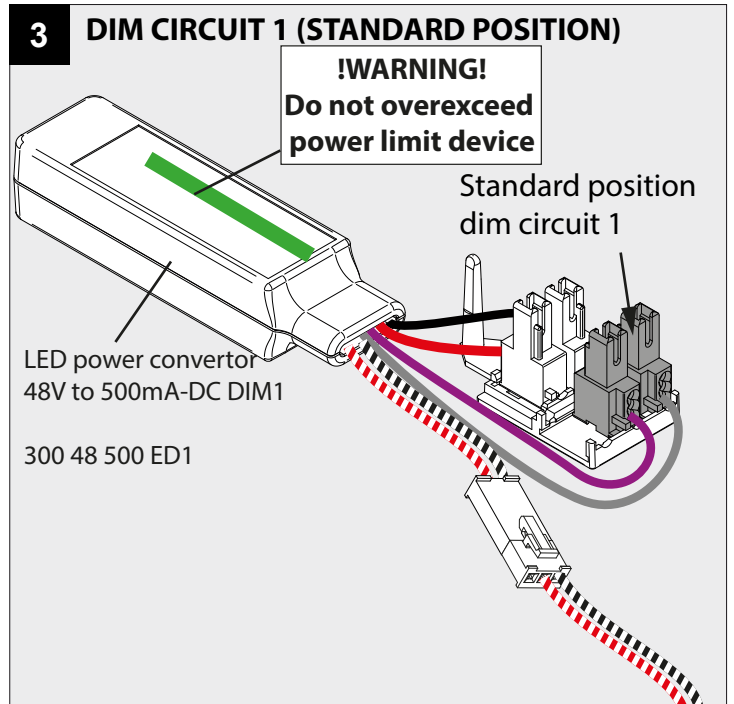 3
DIM CIRCUIT 1 (STANDARD POSITION)
!WARNING!
Do not overexceed
power limit device
Standard position
dim circuit 1
LED power convertor
48V to 500mA-DC DIM1
300 48 500 ED1